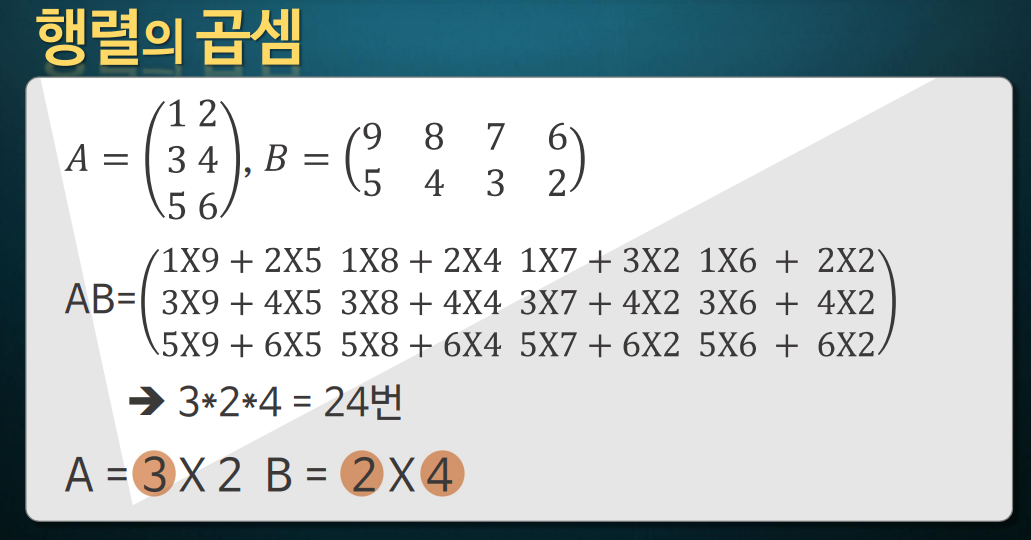 행렬의 곱셈
A = (1 2
3 4
5 6), B = (9 8 7 6
5 4 3 2)
AB=(1X9 + 2X5 1X8 + 2X4 1X7 + 3X2 1X6 + 2X2
3X9 + 4X5 3X8 + 4X4 3X7 + 4X2 3X6 + 4X2
5X9 + 6X5 5X8 + 6X4 5X7 + 6X2 5X6 + 6X2)
➔ 3*2*4 = 24번
A = 3 X 2 B = 2 X 4